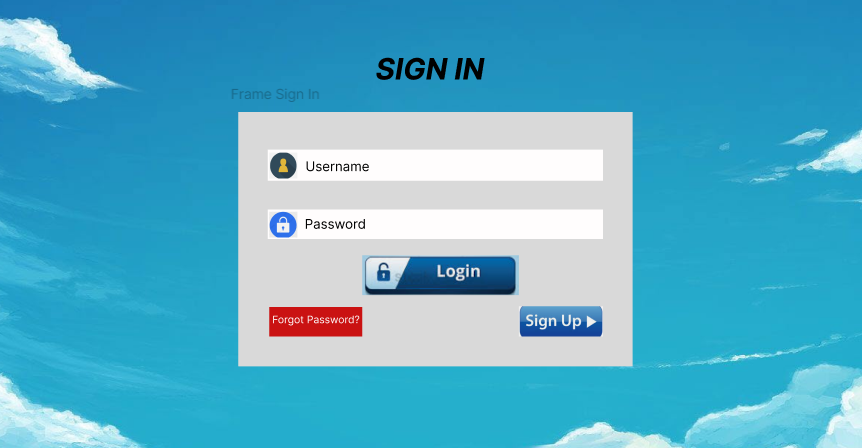 SIGN IN
Frame Sign In
Username
Password
Login
Forgot Password?
Sign Up